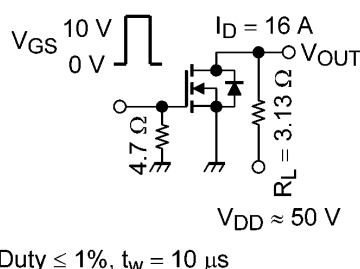 V_GS 10 V
0 V
I_D = 16 A
V_OUT
4.7 Ω
R_L = 3.13 Ω
V_DD ≈ 50 V
Duty ≤ 1%, t_w = 10 μs